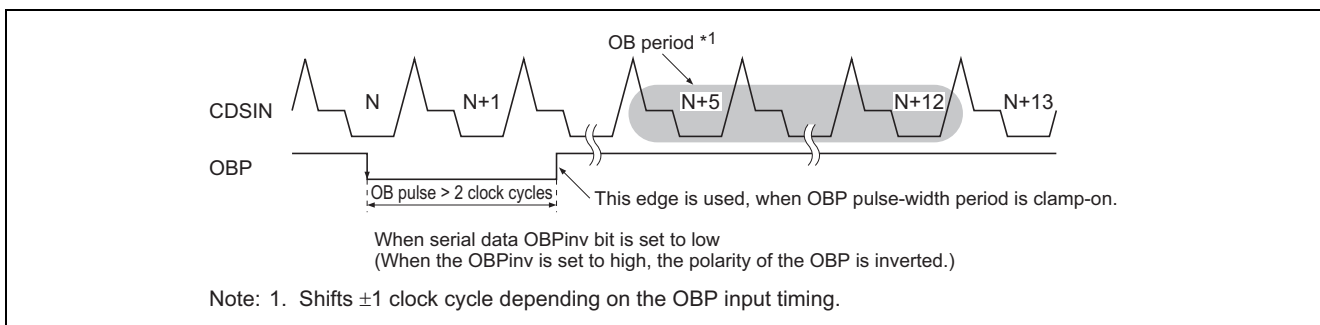 OB period *1
N
N+1
N+5
N+12
N+13
CDSIN
OBP
OB pulse > 2 clock cycles
This edge is used, when OBP pulse-width period is clamp-on.
When serial data OBPinv bit is set to low
(When the OBPinv is set to high, the polarity of the OBP is inverted.)
Note: 1. Shifts ±1 clock cycle depending on the OBP input timing.